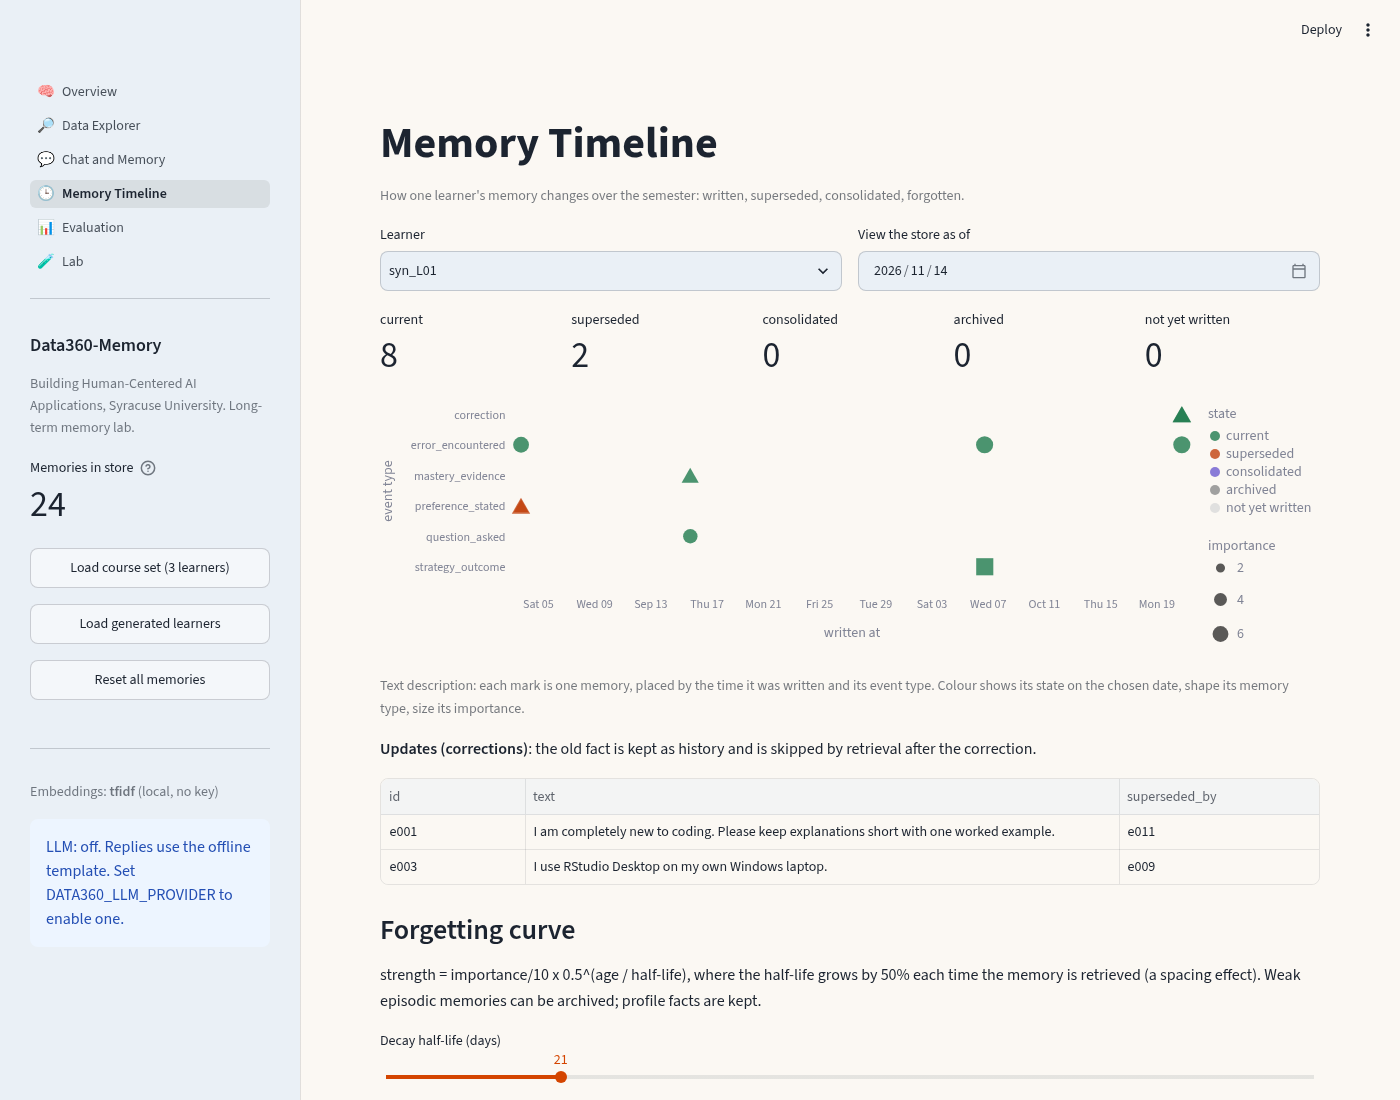 Deploy
Overview
Data Explorer
Chat and Memory
Memory Timeline
Evaluation
Lab
Data360-Memory
Building Human-Centered AI
Applications, Syracuse University. Long-
term memory lab.
Memories in store
24
Load course set (3 learners)
Load generated learners
Reset all memories
Embeddings: tfidf (local, no key)
LLM: off. Replies use the offline
template. Set
DATA360_LLM_PROVIDER to
enable one.
Memory Timeline
How one learner's memory changes over the semester: written, superseded, consolidated, forgotten.
Learner
View the store as of
syn_L01
2026/11/14
current superseded consolidated archived not yet written
8 2 0 0 0
event type
correction
error_encountered
mastery_evidence
preference_stated
question_asked
strategy_outcome
Sat 05 Wed 09 Sep 13 Thu 17 Mon 21 Fri 25 Tue 29 Sat 03 Wed 07 Oct 11 Thu 15 Mon 19
written at
state
current
superseded
consolidated
archived
not yet written
importance
2
4
6
Text description: each mark is one memory, placed by the time it was written and its event type. Colour shows its state on the chosen date, shape its memory
type, size its importance.
Updates (corrections): the old fact is kept as history and is skipped by retrieval after the correction.
id text superseded_by
e001 I am completely new to coding. Please keep explanations short with one worked example. e011
e003 I use RStudio Desktop on my own Windows laptop. e009
Forgetting curve
strength = importance/10 x 0.5^(age / half-life), where the half-life grows by 50% each time the memory is retrieved (a spacing effect). Weak
episodic memories can be archived; profile facts are kept.
Decay half-life (days)
21